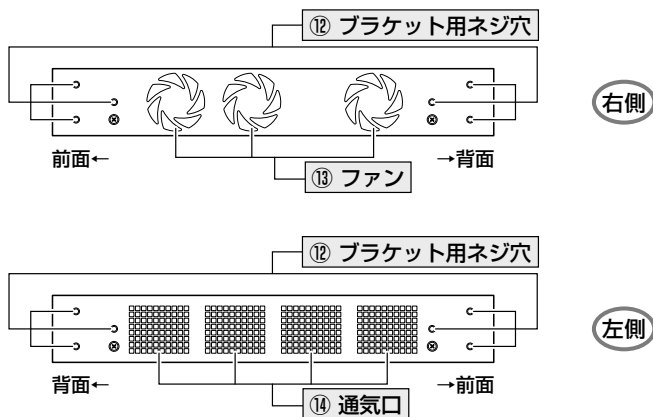 ⑫ ブラケット用ネジ穴
右側
前面←
→背面
⑬ ファン
⑫ ブラケット用ネジ穴
左側
背面←
→前面
⑭ 通気口